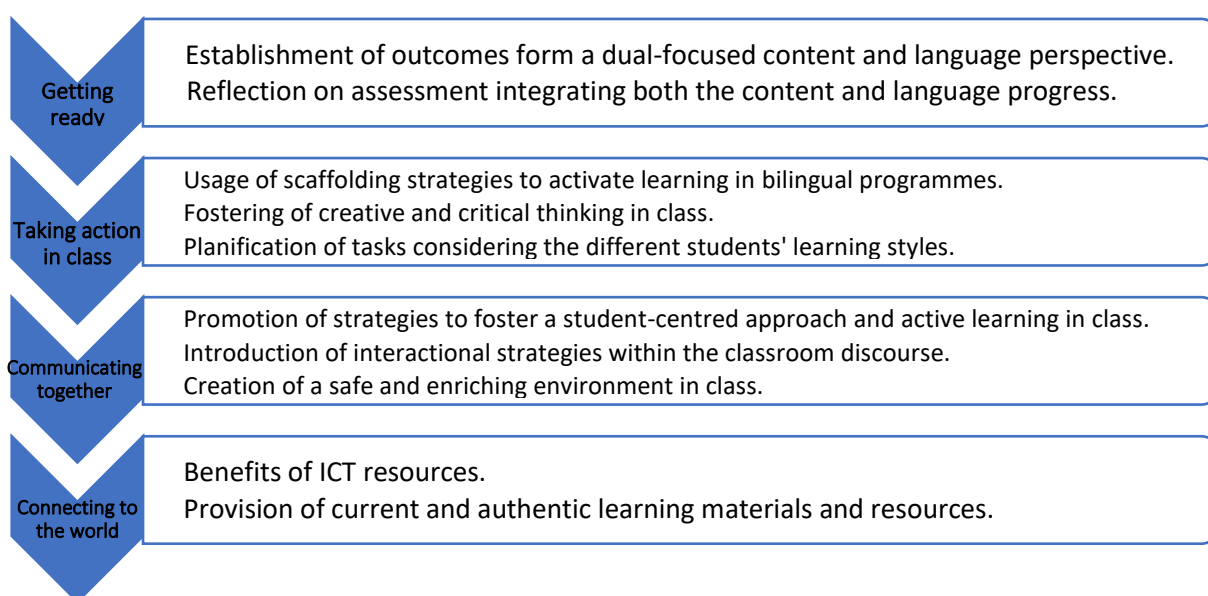 Getting
ready
Establishment of outcomes form a dual-focused content and language perspective.
Reflection on assessment integrating both the content and language progress.
Taking action
in class
Usage of scaffolding strategies to activate learning in bilingual programmes.
Fostering of creative and critical thinking in class.
Planification of tasks considering the different students' learning styles.
Communicating
together
Promotion of strategies to foster a student-centred approach and active learning in class.
Introduction of interactional strategies within the classroom discourse.
Creation of a safe and enriching environment in class.
Connecting to
the world
Benefits of ICT resources.
Provision of current and authentic learning materials and resources.